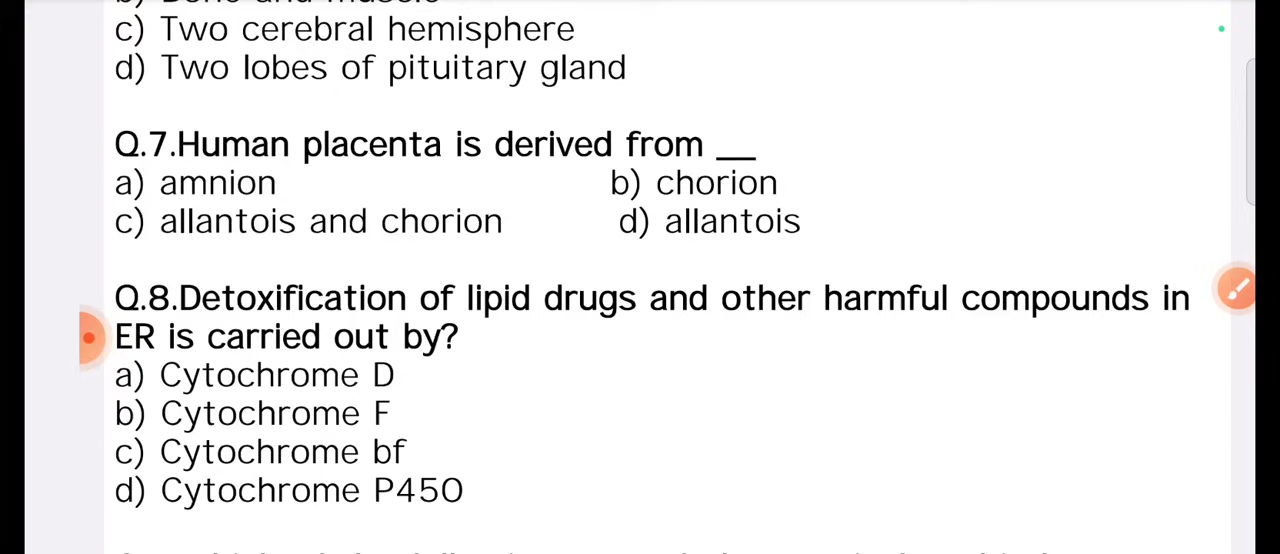 c) Two cerebral hemisphere
d) Two lobes of pituitary gland
Q.7.Human placenta is derived from __
a) amnion b) chorion
c) allantois and chorion d) allantois
Q.8.Detoxification of lipid drugs and other harmful compounds in
ER is carried out by?
a) Cytochrome D
b) Cytochrome F
c) Cytochrome bf
d) Cytochrome P450